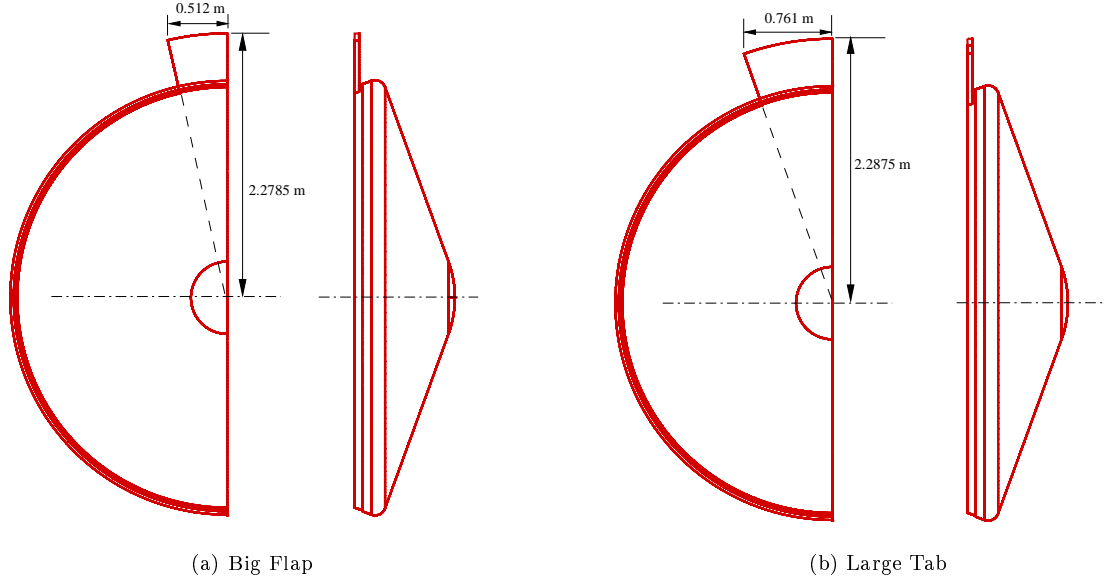 0.512 m
2.2785 m
0.761 m
2.2875 m
(a) Big Flap
(b) Large Tab